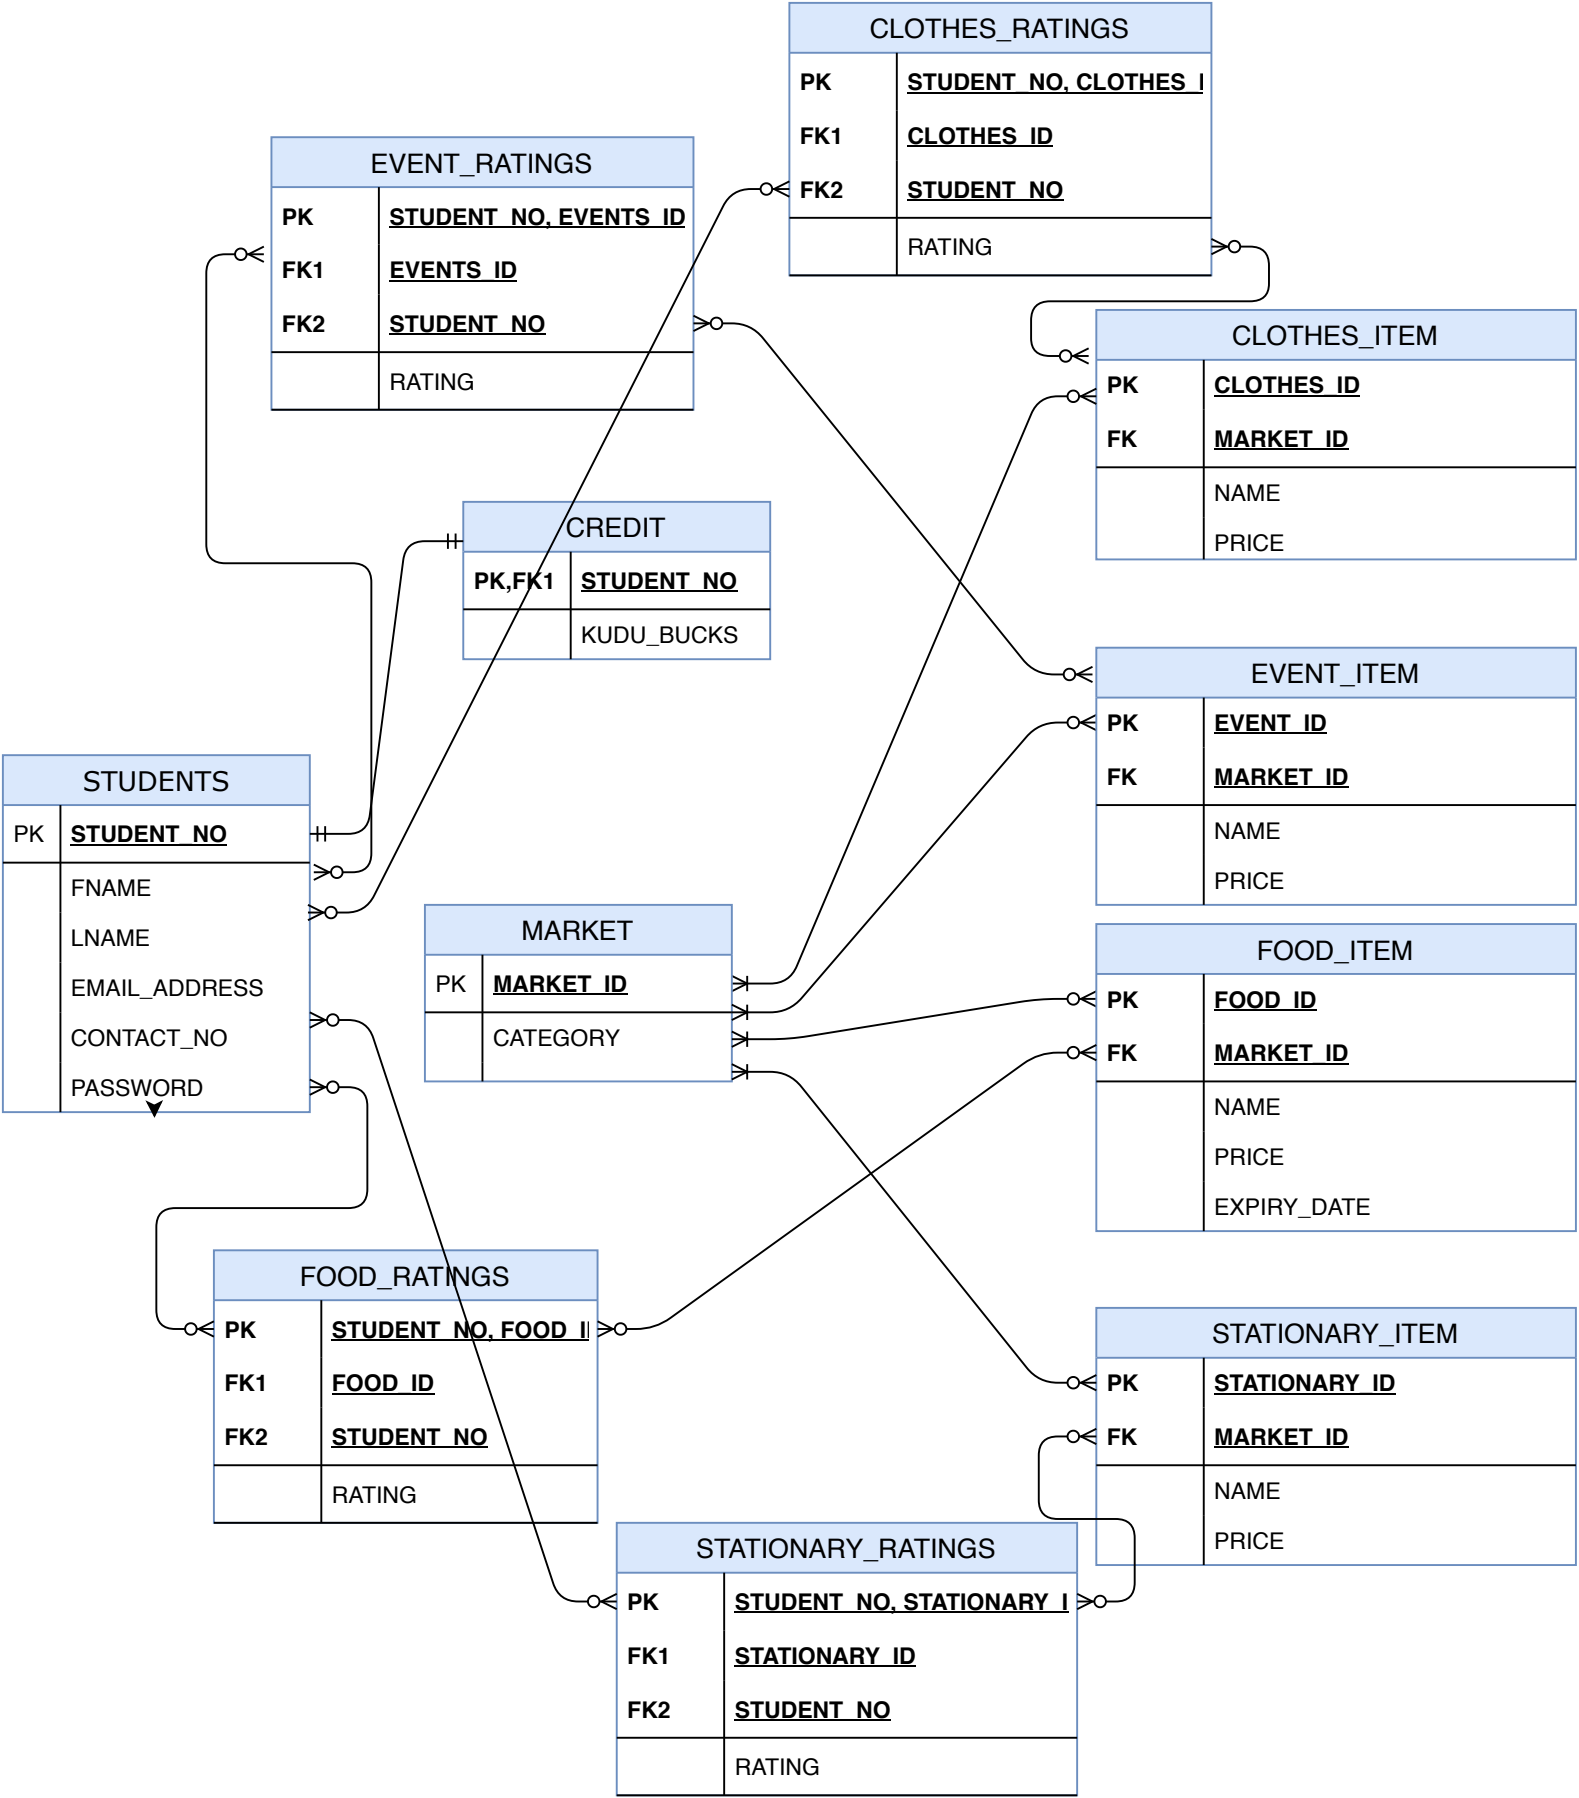 CLOTHES_RATINGS
PK STUDENT_NO, CLOTHES_I
FK1 CLOTHES_ID
FK2 STUDENT_NO
RATING
EVENT_RATINGS
PK STUDENT_NO, EVENTS_ID
FK1 EVENTS_ID
FK2 STUDENT_NO
RATING
CLOTHES_ITEM
PK CLOTHES_ID
FK MARKET_ID
NAME
PRICE
CREDIT
PK,FK1 STUDENT_NO
KUDU_BUCKS
EVENT_ITEM
PK EVENT_ID
FK MARKET_ID
NAME
PRICE
STUDENTS
PK STUDENT_NO
FNAME
LNAME
EMAIL_ADDRESS
CONTACT_NO
PASSWORD
MARKET
PK MARKET_ID
CATEGORY
FOOD_ITEM
PK FOOD_ID
FK MARKET_ID
NAME
PRICE
EXPIRY_DATE
FOOD_RATINGS
PK STUDENT_NO, FOOD_I
FK1 FOOD_ID
FK2 STUDENT_NO
RATING
STATIONARY_ITEM
PK STATIONARY_ID
FK MARKET_ID
NAME
PRICE
STATIONARY_RATINGS
PK STUDENT_NO, STATIONARY_I
FK1 STATIONARY_ID
FK2 STUDENT_NO
RATING